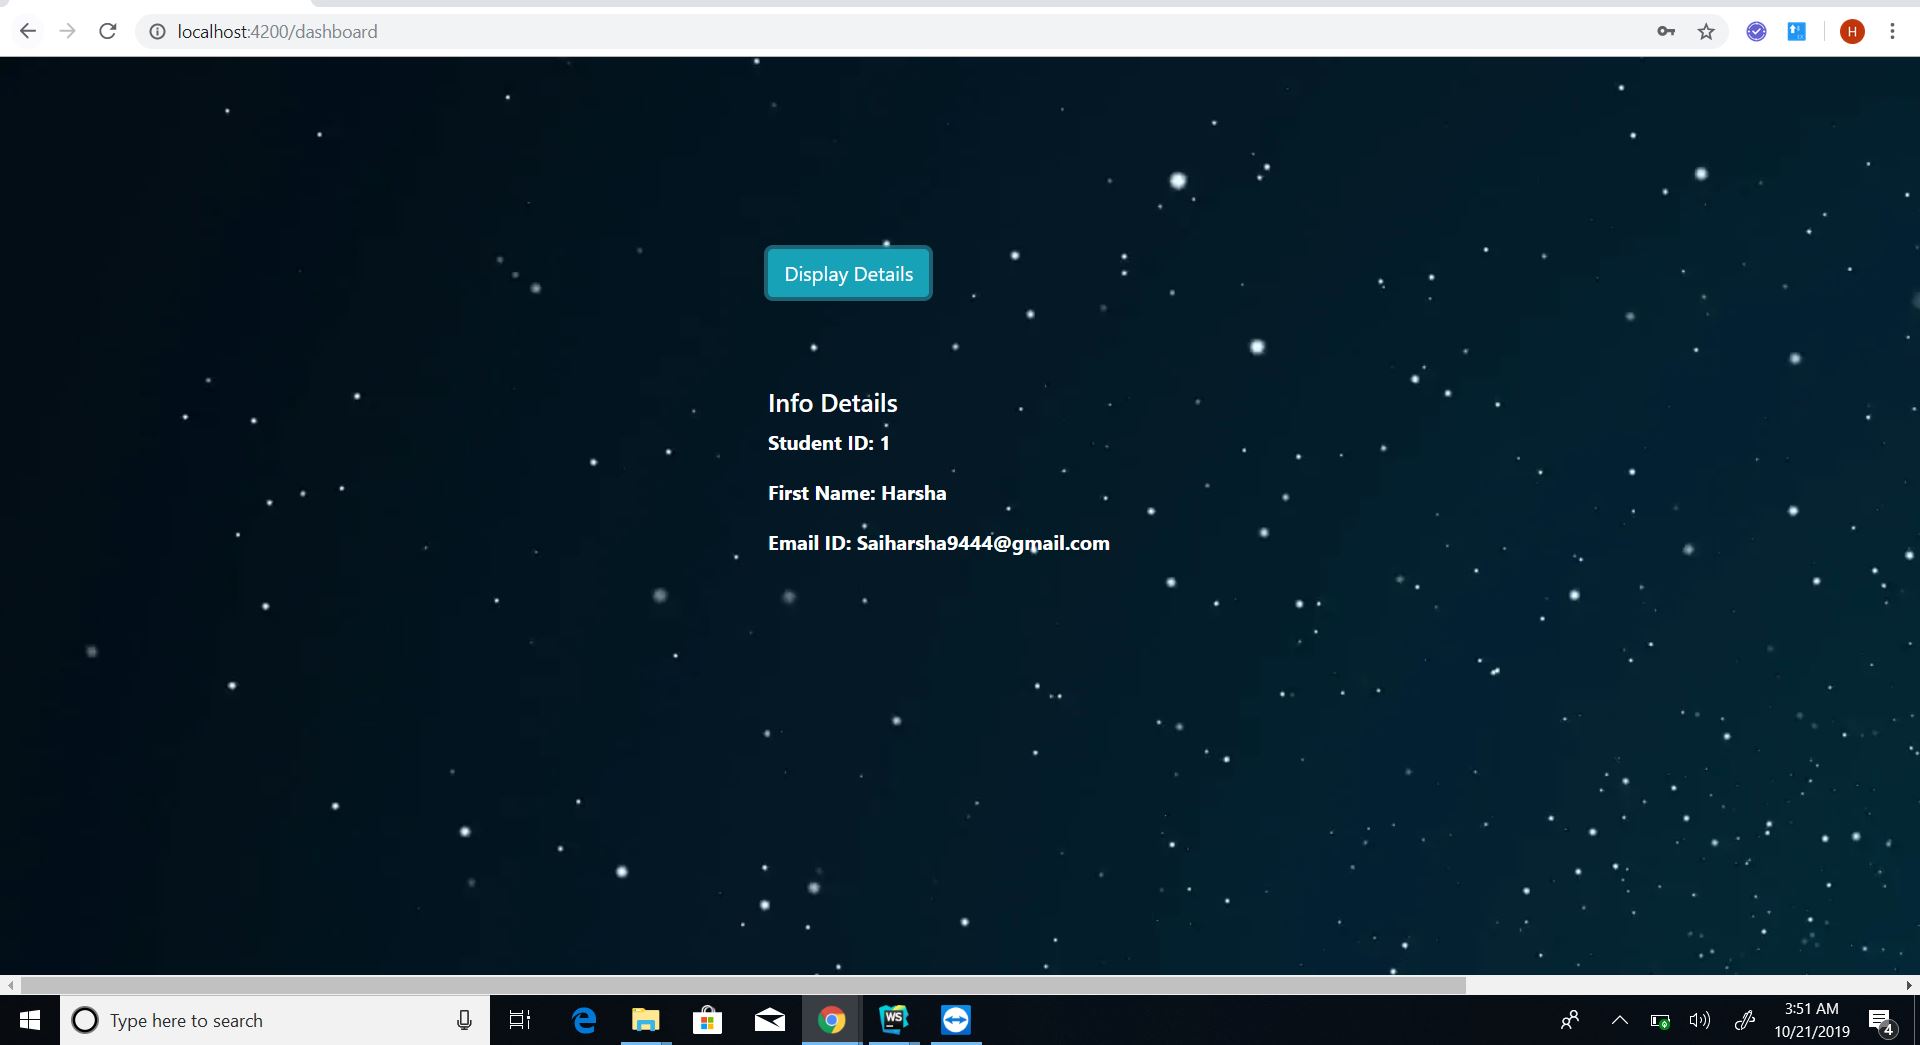 localhost:4200/dashboard
H
Display Details
Info Details
Student ID: 1
First Name: Harsha
Email ID: Saiharsha9444@gmail.com
Type here to search
WS
3:51 AM
10/21/2019
4